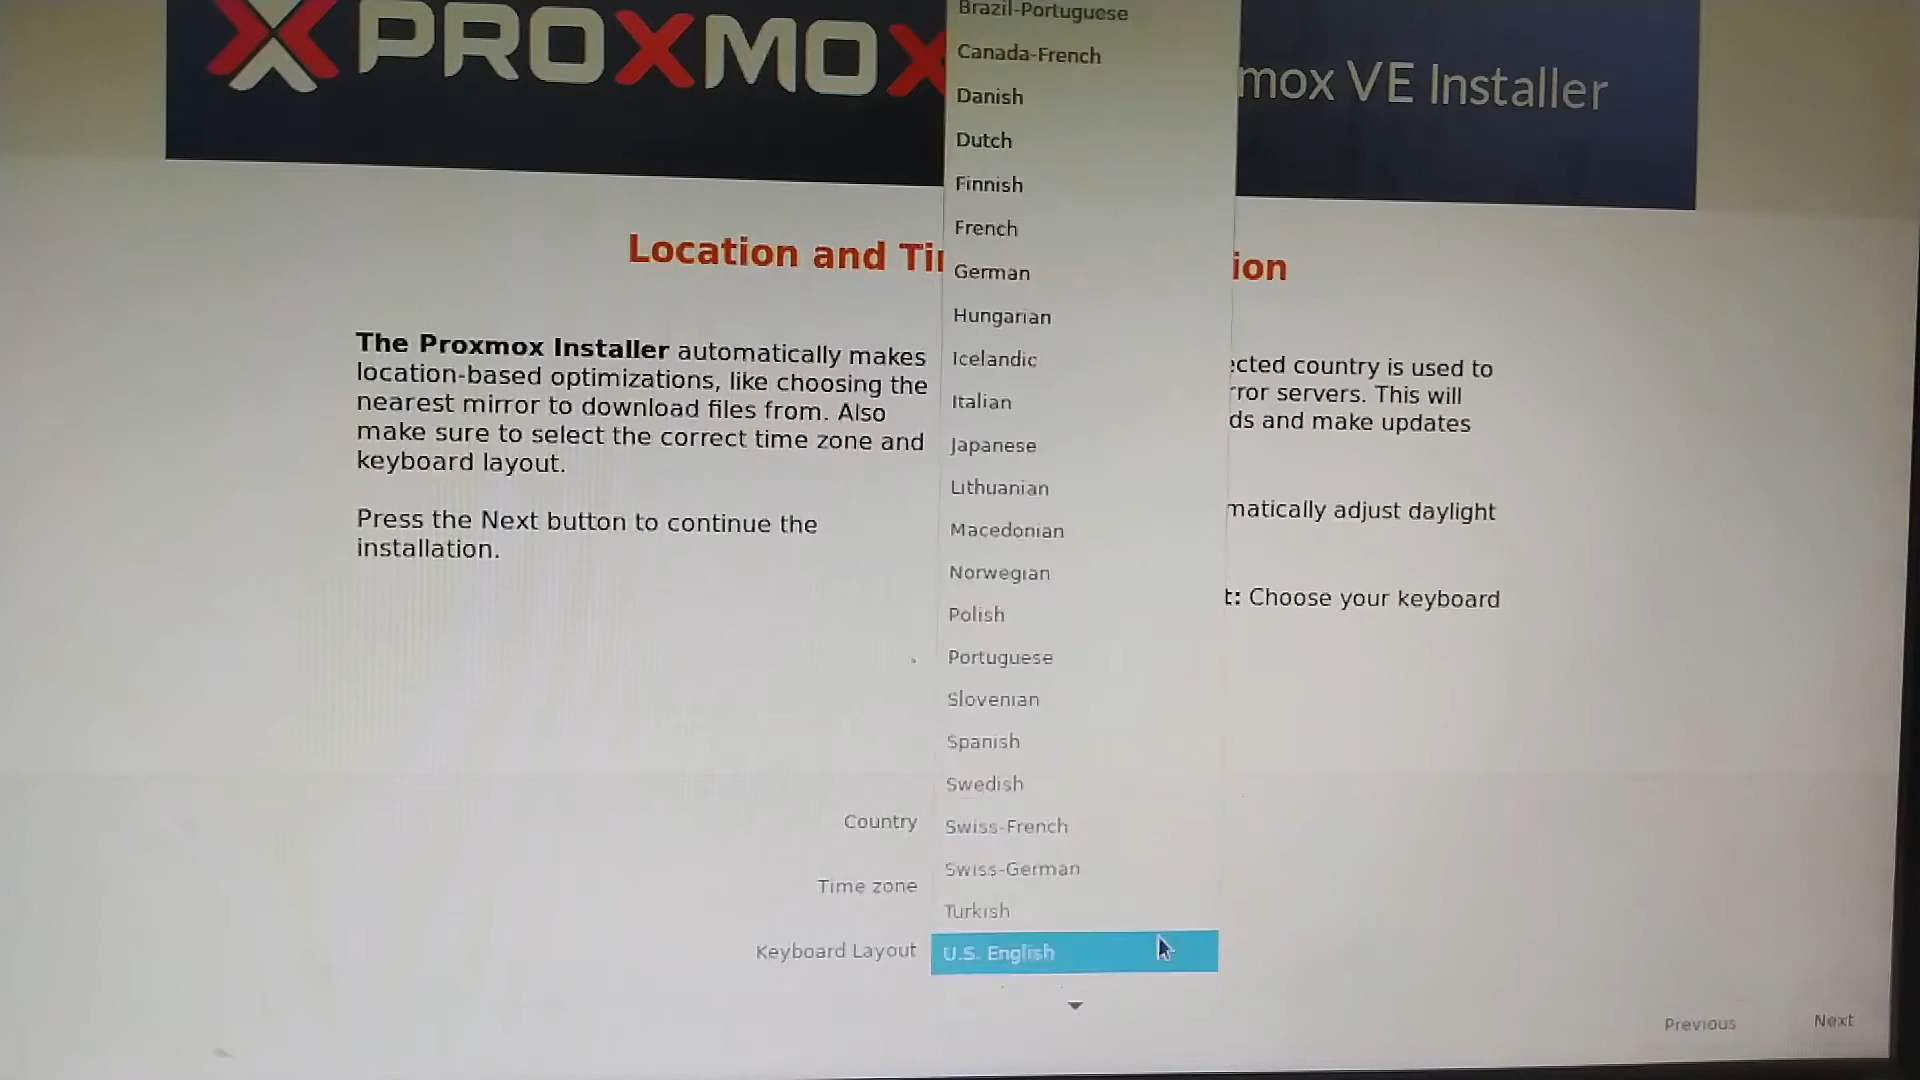 PROXMOX
mox VE Installer
Location and Ti
ion
The Proxmox Installer automatically makes
location-based optimizations, like choosing the
nearest mirror to download files from. Also
make sure to select the correct time zone and
keyboard layout.
Press the Next button to continue the
installation.
Brazil-Portuguese
Canada-French
Danish
Dutch
Finnish
French
German
Hungarian
Icelandic
Italian
Japanese
Lithuanian
Macedonian
Norwegian
Polish
Portuguese
Slovenian
Spanish
Swedish
Swiss-French
Swiss-German
Turkish
U.S. English
ected country is used to
rror servers. This will
ds and make updates
matically adjust daylight
t: Choose your keyboard
Country
Time zone
Keyboard Layout
Previous
Next